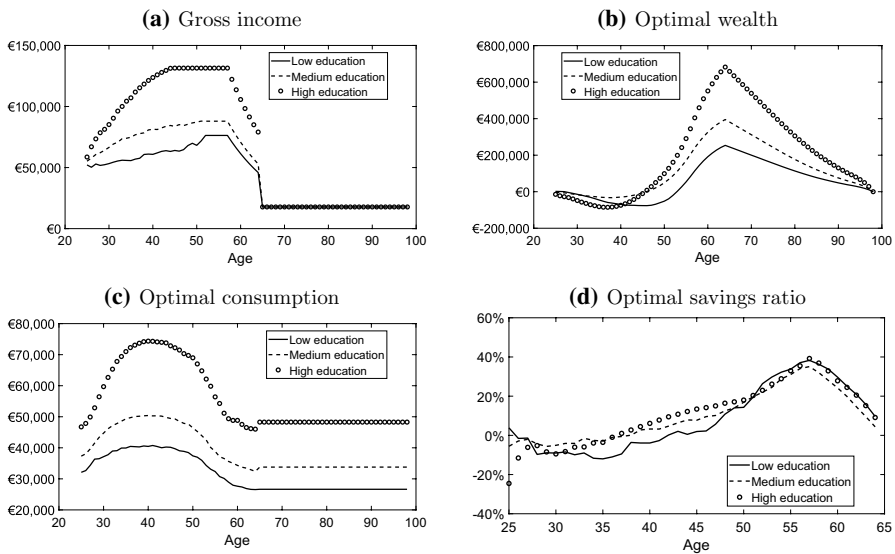 (a) Gross income
€150,000
€100,000
€50,000
€0
20 30 40 50 60 70 80 90 100
Age
Low education
Medium education
High education
(b) Optimal wealth
€800,000
€600,000
€400,000
€200,000
€0
€-200,000
20 30 40 50 60 70 80 90 100
Age
Low education
Medium education
High education
(c) Optimal consumption
€80,000
€70,000
€60,000
€50,000
€40,000
€30,000
€20,000
20 30 40 50 60 70 80 90 100
Age
Low education
Medium education
High education
(d) Optimal savings ratio
60%
40%
20%
0%
-20%
-40%
25 30 35 40 45 50 55 60 65
Age
Low education
Medium education
High education